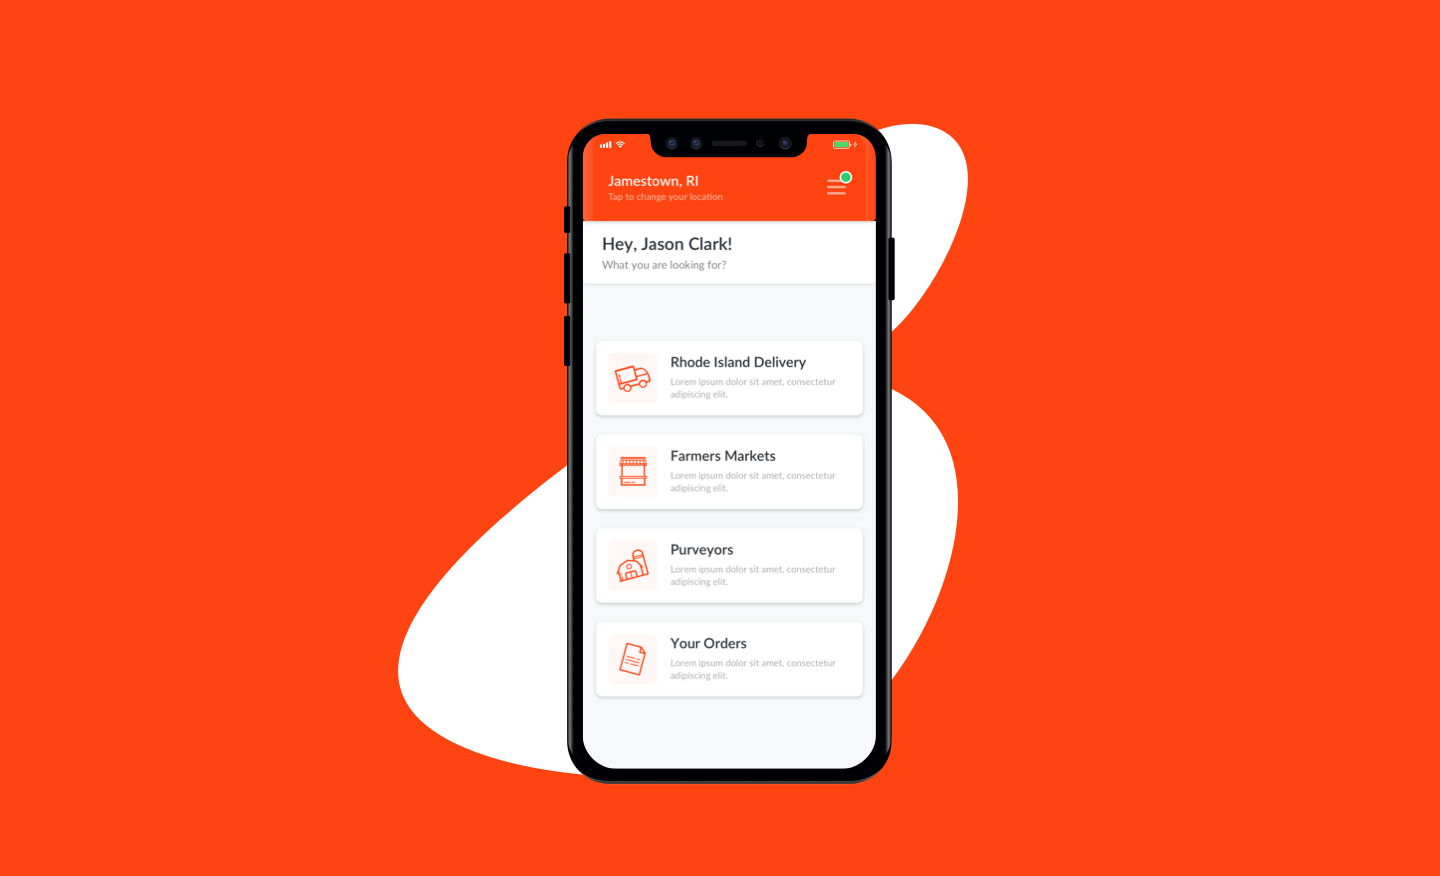 Jamestown, RI
Tap to change your location
Hey, Jason Clark!
What you are looking for?
Rhode Island Delivery
Lorem ipsum dolor sit amet, consectetur
adipiscing elit.
Farmers Markets
Lorem ipsum dolor sit amet, consectetur
adipiscing elit.
Purveyors
Lorem ipsum dolor sit amet, consectetur
adipiscing elit.
Your Orders
Lorem ipsum dolor sit amet, consectetur
adipiscing elit.